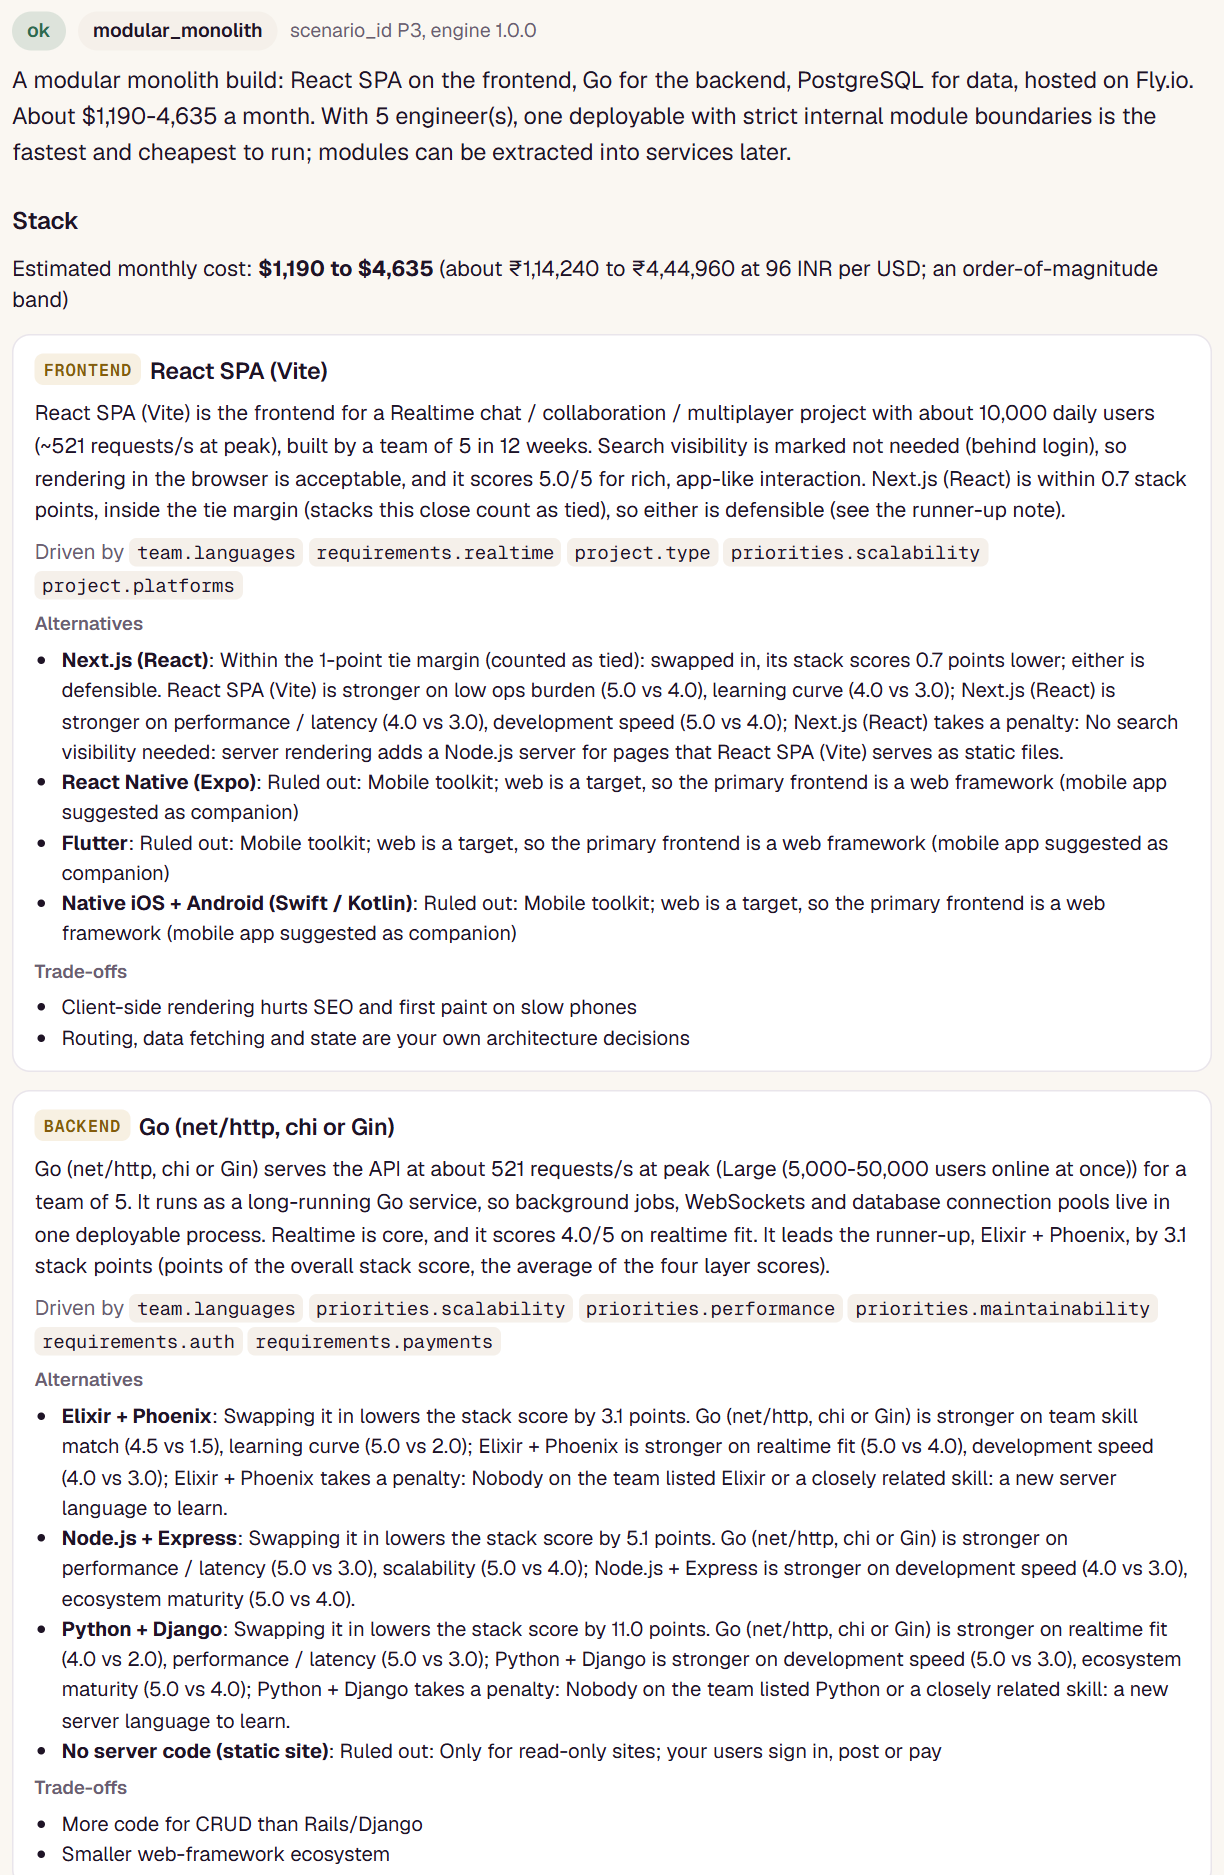 ok modular_monolith scenario_id P3, engine 1.0.0
A modular monolith build: React SPA on the frontend, Go for the backend, PostgreSQL for data, hosted on Fly.io.
About $1,190-4,635 a month. With 5 engineer(s), one deployable with strict internal module boundaries is the
fastest and cheapest to run; modules can be extracted into services later.
Stack
Estimated monthly cost: $1,190 to $4,635 (about ₹1,14,240 to ₹4,44,960 at 96 INR per USD; an order-of-magnitude
band)
FRONTEND React SPA (Vite)
React SPA (Vite) is the frontend for a Realtime chat / collaboration / multiplayer project with about 10,000 daily users
(~521 requests/s at peak), built by a team of 5 in 12 weeks. Search visibility is marked not needed (behind login), so
rendering in the browser is acceptable, and it scores 5.0/5 for rich, app-like interaction. Next.js (React) is within 0.7 stack
points, inside the tie margin (stacks this close count as tied), so either is defensible (see the runner-up note).
Driven by team.languages requirements.realtime project.type priorities.scalability
project.platforms
Alternatives
• Next.js (React): Within the 1-point tie margin (counted as tied): swapped in, its stack scores 0.7 points lower; either is
defensible. React SPA (Vite) is stronger on low ops burden (5.0 vs 4.0), learning curve (4.0 vs 3.0); Next.js (React) is
stronger on performance / latency (4.0 vs 3.0), development speed (5.0 vs 4.0); Next.js (React) takes a penalty: No search
visibility needed: server rendering adds a Node.js server for pages that React SPA (Vite) serves as static files.
• React Native (Expo): Ruled out: Mobile toolkit; web is a target, so the primary frontend is a web framework (mobile app
suggested as companion)
• Flutter: Ruled out: Mobile toolkit; web is a target, so the primary frontend is a web framework (mobile app suggested as
companion)
• Native iOS + Android (Swift / Kotlin): Ruled out: Mobile toolkit; web is a target, so the primary frontend is a web
framework (mobile app suggested as companion)
Trade-offs
• Client-side rendering hurts SEO and first paint on slow phones
• Routing, data fetching and state are your own architecture decisions
BACKEND Go (net/http, chi or Gin)
Go (net/http, chi or Gin) serves the API at about 521 requests/s at peak (Large (5,000-50,000 users online at once)) for a
team of 5. It runs as a long-running Go service, so background jobs, WebSockets and database connection pools live in
one deployable process. Realtime is core, and it scores 4.0/5 on realtime fit. It leads the runner-up, Elixir + Phoenix, by 3.1
stack points (points of the overall stack score, the average of the four layer scores).
Driven by team.languages priorities.scalability priorities.performance priorities.maintainability
requirements.auth requirements.payments
Alternatives
• Elixir + Phoenix: Swapping it in lowers the stack score by 3.1 points. Go (net/http, chi or Gin) is stronger on team skill
match (4.5 vs 1.5), learning curve (5.0 vs 2.0); Elixir + Phoenix is stronger on realtime fit (5.0 vs 4.0), development speed
(4.0 vs 3.0); Elixir + Phoenix takes a penalty: Nobody on the team listed Elixir or a closely related skill: a new server
language to learn.
• Node.js + Express: Swapping it in lowers the stack score by 5.1 points. Go (net/http, chi or Gin) is stronger on
performance / latency (5.0 vs 3.0), scalability (5.0 vs 4.0); Node.js + Express is stronger on development speed (4.0 vs 3.0),
ecosystem maturity (5.0 vs 4.0).
• Python + Django: Swapping it in lowers the stack score by 11.0 points. Go (net/http, chi or Gin) is stronger on realtime fit
(4.0 vs 2.0), performance / latency (5.0 vs 3.0); Python + Django is stronger on development speed (5.0 vs 3.0), ecosystem
maturity (5.0 vs 4.0); Python + Django takes a penalty: Nobody on the team listed Python or a closely related skill: a new
server language to learn.
• No server code (static site): Ruled out: Only for read-only sites; your users sign in, post or pay
Trade-offs
• More code for CRUD than Rails/Django
• Smaller web-framework ecosystem